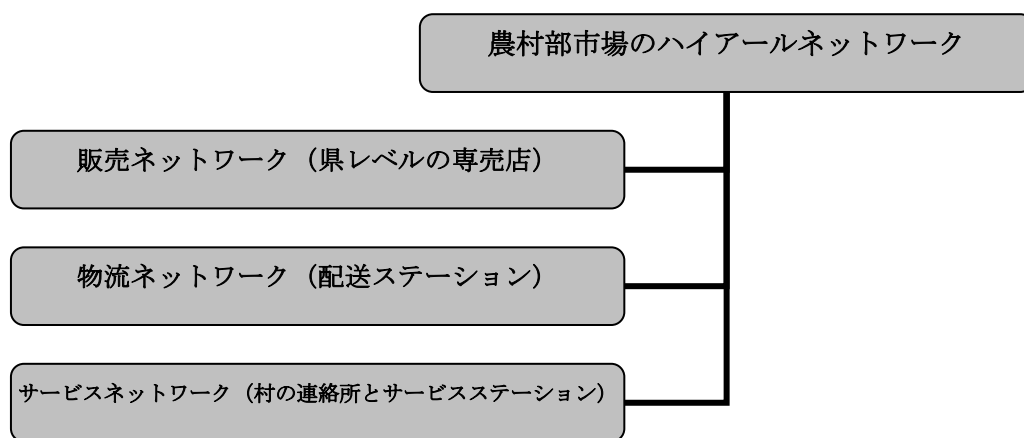 農村部市場のハイアールネットワーク
販売ネットワーク（県レベルの専売店）
物流ネットワーク（配送ステーション）
サービスネットワーク（村の連絡所とサービスステーション）